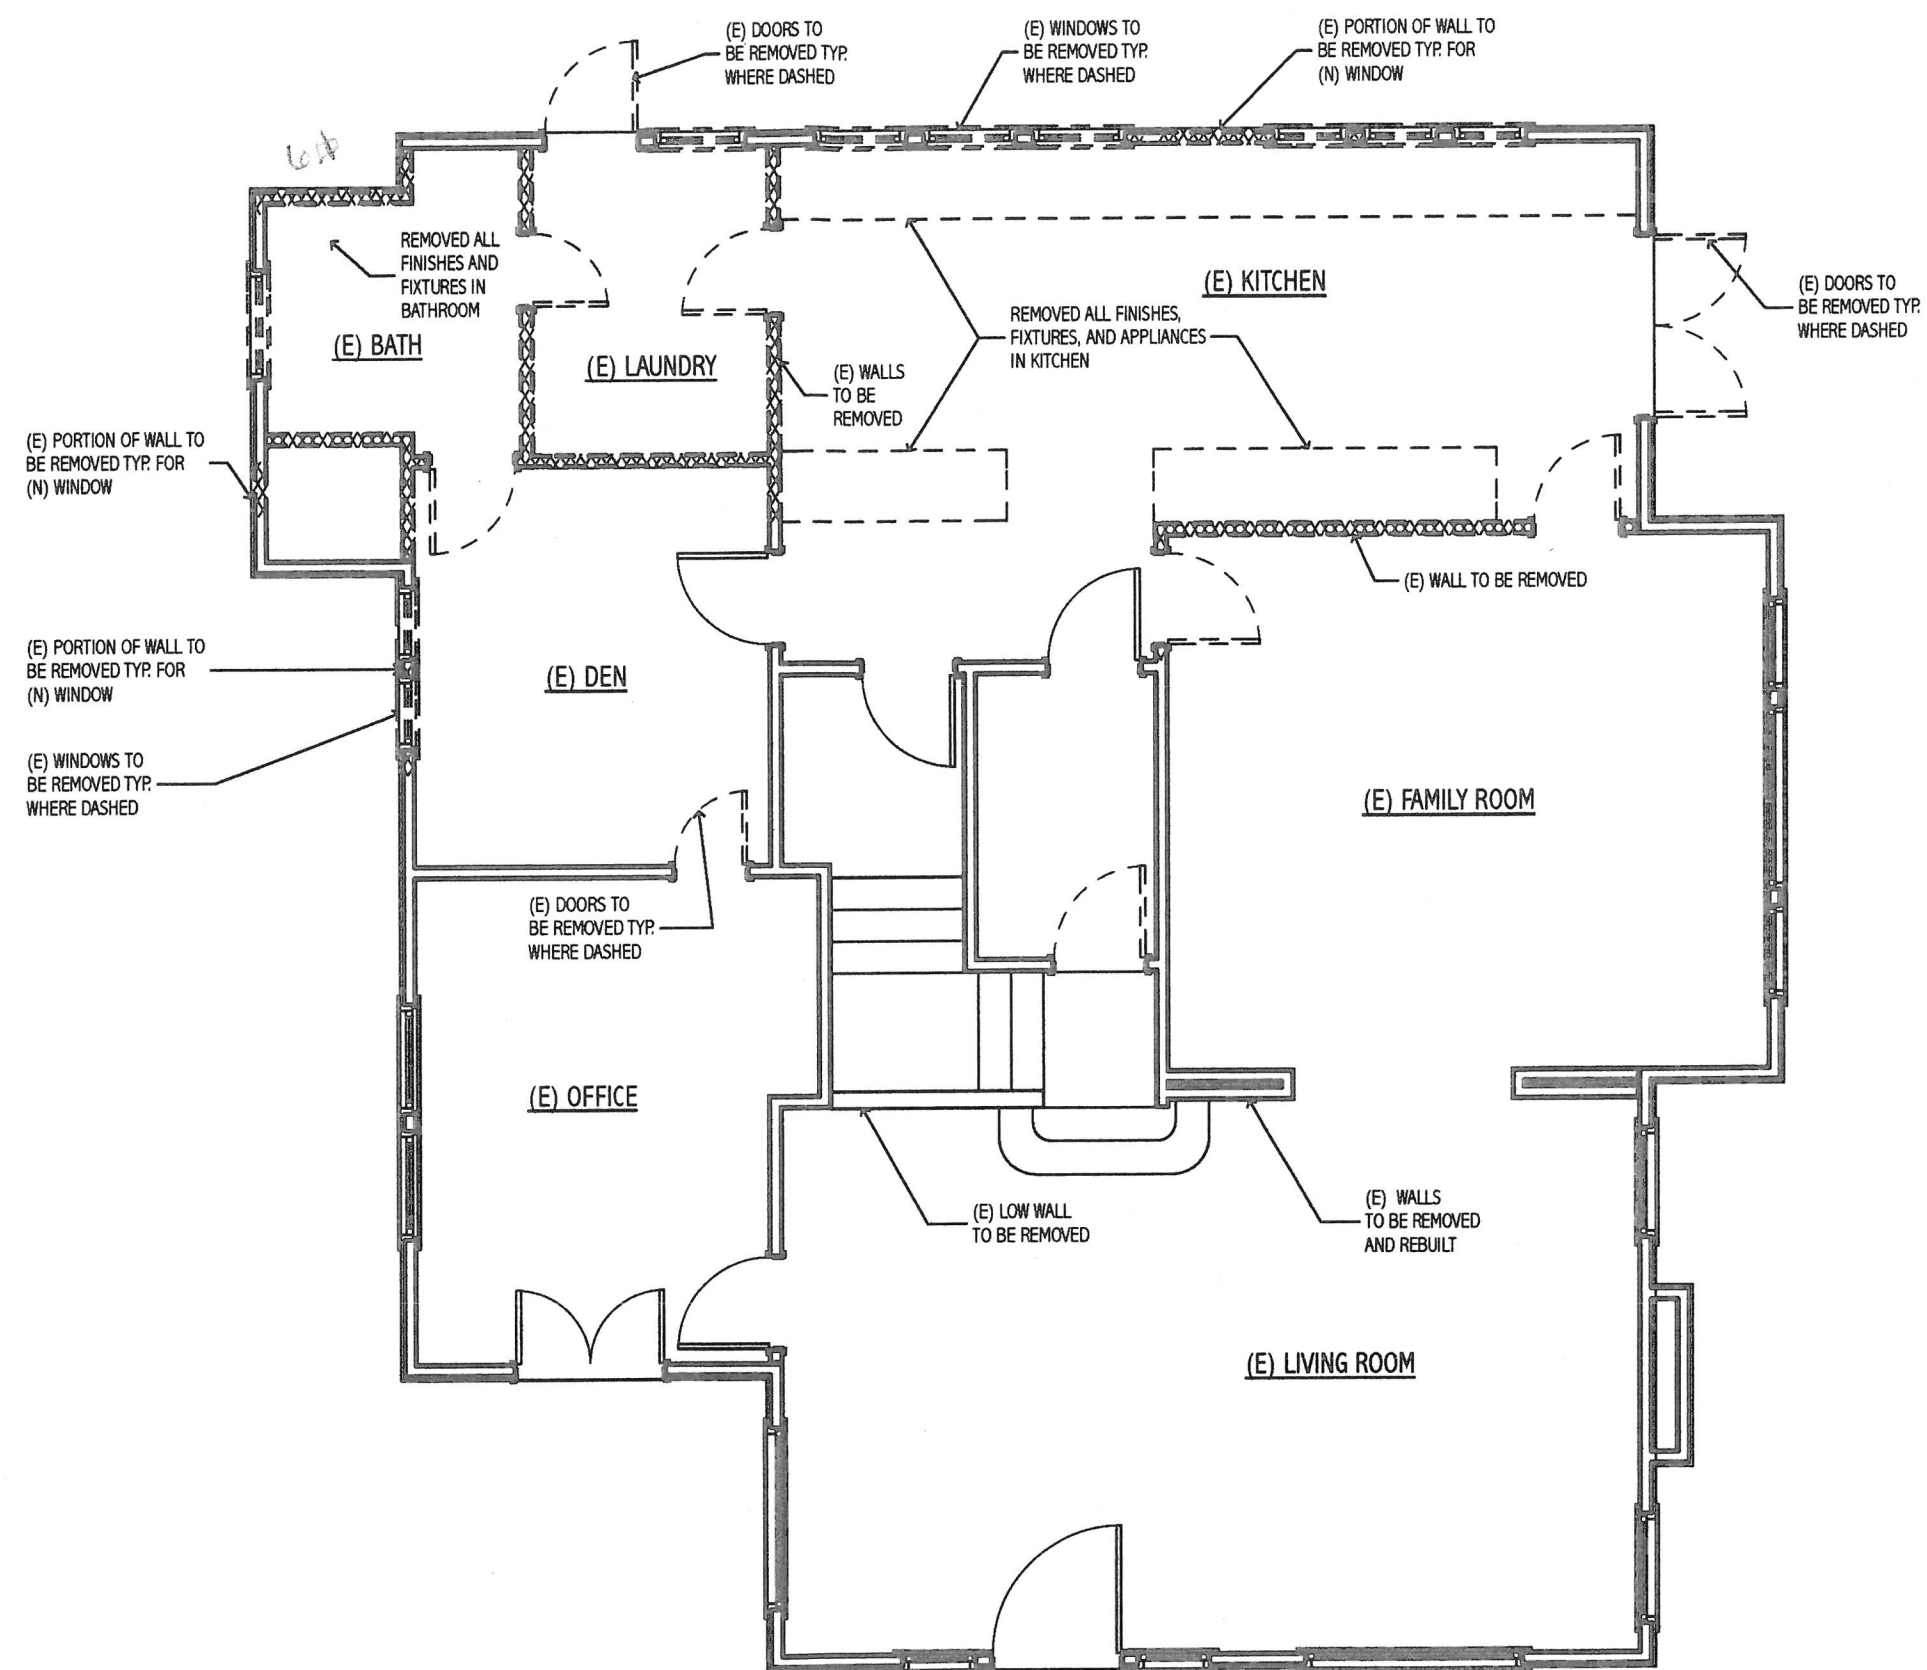 (E) DOORS TO
BE REMOVED TYP.
WHERE DASHED
(E) WINDOWS TO
BE REMOVED TYP.
WHERE DASHED
(E) PORTION OF WALL TO
BE REMOVED TYP. FOR
(N) WINDOW
REMOVED ALL
FINISHES AND
FIXTURES IN
BATHROOM
(E) BATH
(E) LAUNDRY
(E) WALLS
TO BE
REMOVED
REMOVED ALL FINISHES,
FIXTURES, AND APPLIANCES
IN KITCHEN
(E) KITCHEN
(E) DOORS TO
BE REMOVED TYP.
WHERE DASHED
(E) PORTION OF WALL TO
BE REMOVED TYP. FOR
(N) WINDOW
(E) WALL TO BE REMOVED
(E) PORTION OF WALL TO
BE REMOVED TYP. FOR
(N) WINDOW
(E) DEN
(E) WINDOWS TO
BE REMOVED TYP.
WHERE DASHED
(E) FAMILY ROOM
(E) DOORS TO
BE REMOVED TYP.
WHERE DASHED
(E) OFFICE
(E) LOW WALL
TO BE REMOVED
(E) WALLS
TO BE REMOVED
AND REBUILT
(E) LIVING ROOM